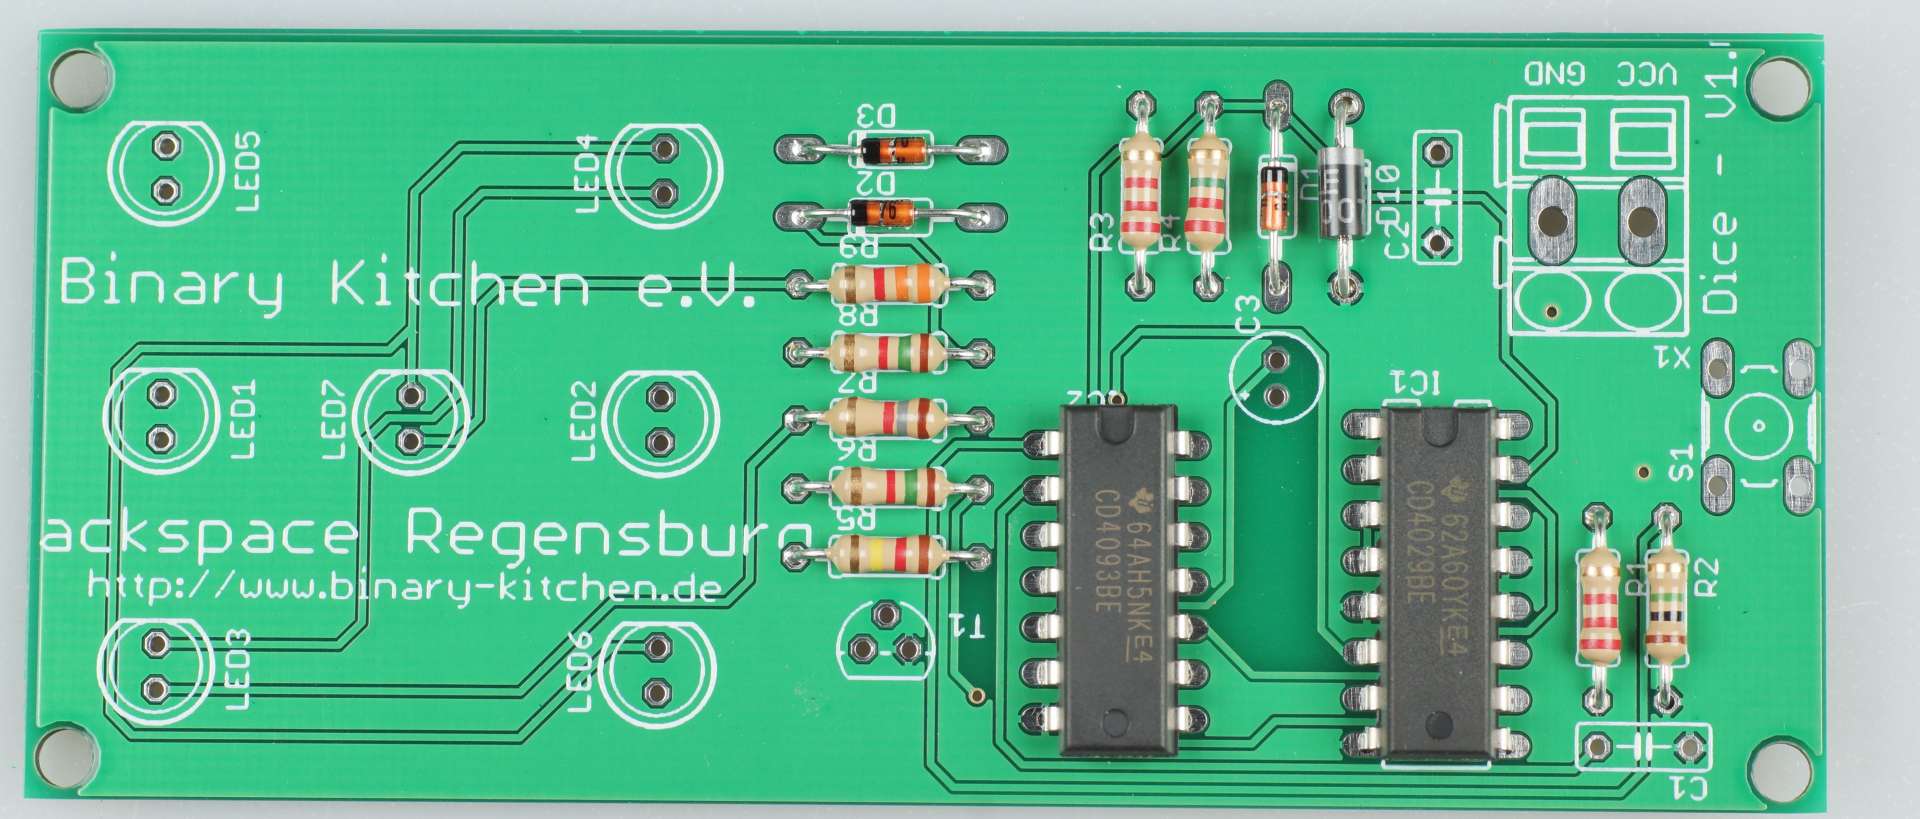 GND VCC
Dice - V1.
D3
D2
R9
R8
R7
R6
R5
LED5
LED4
Binary Kitchen e.V.
R3
R4
D1
D10
C2
C3
X1
S1
LED1
LED7
LED2
IC1
64AH5NKE4
CD4093BE
62A60YKE4
CD4029BE
ackspace Regensburg
http://www.binary-kitchen.de
T1
R1
R2
LED3
LED6
C1